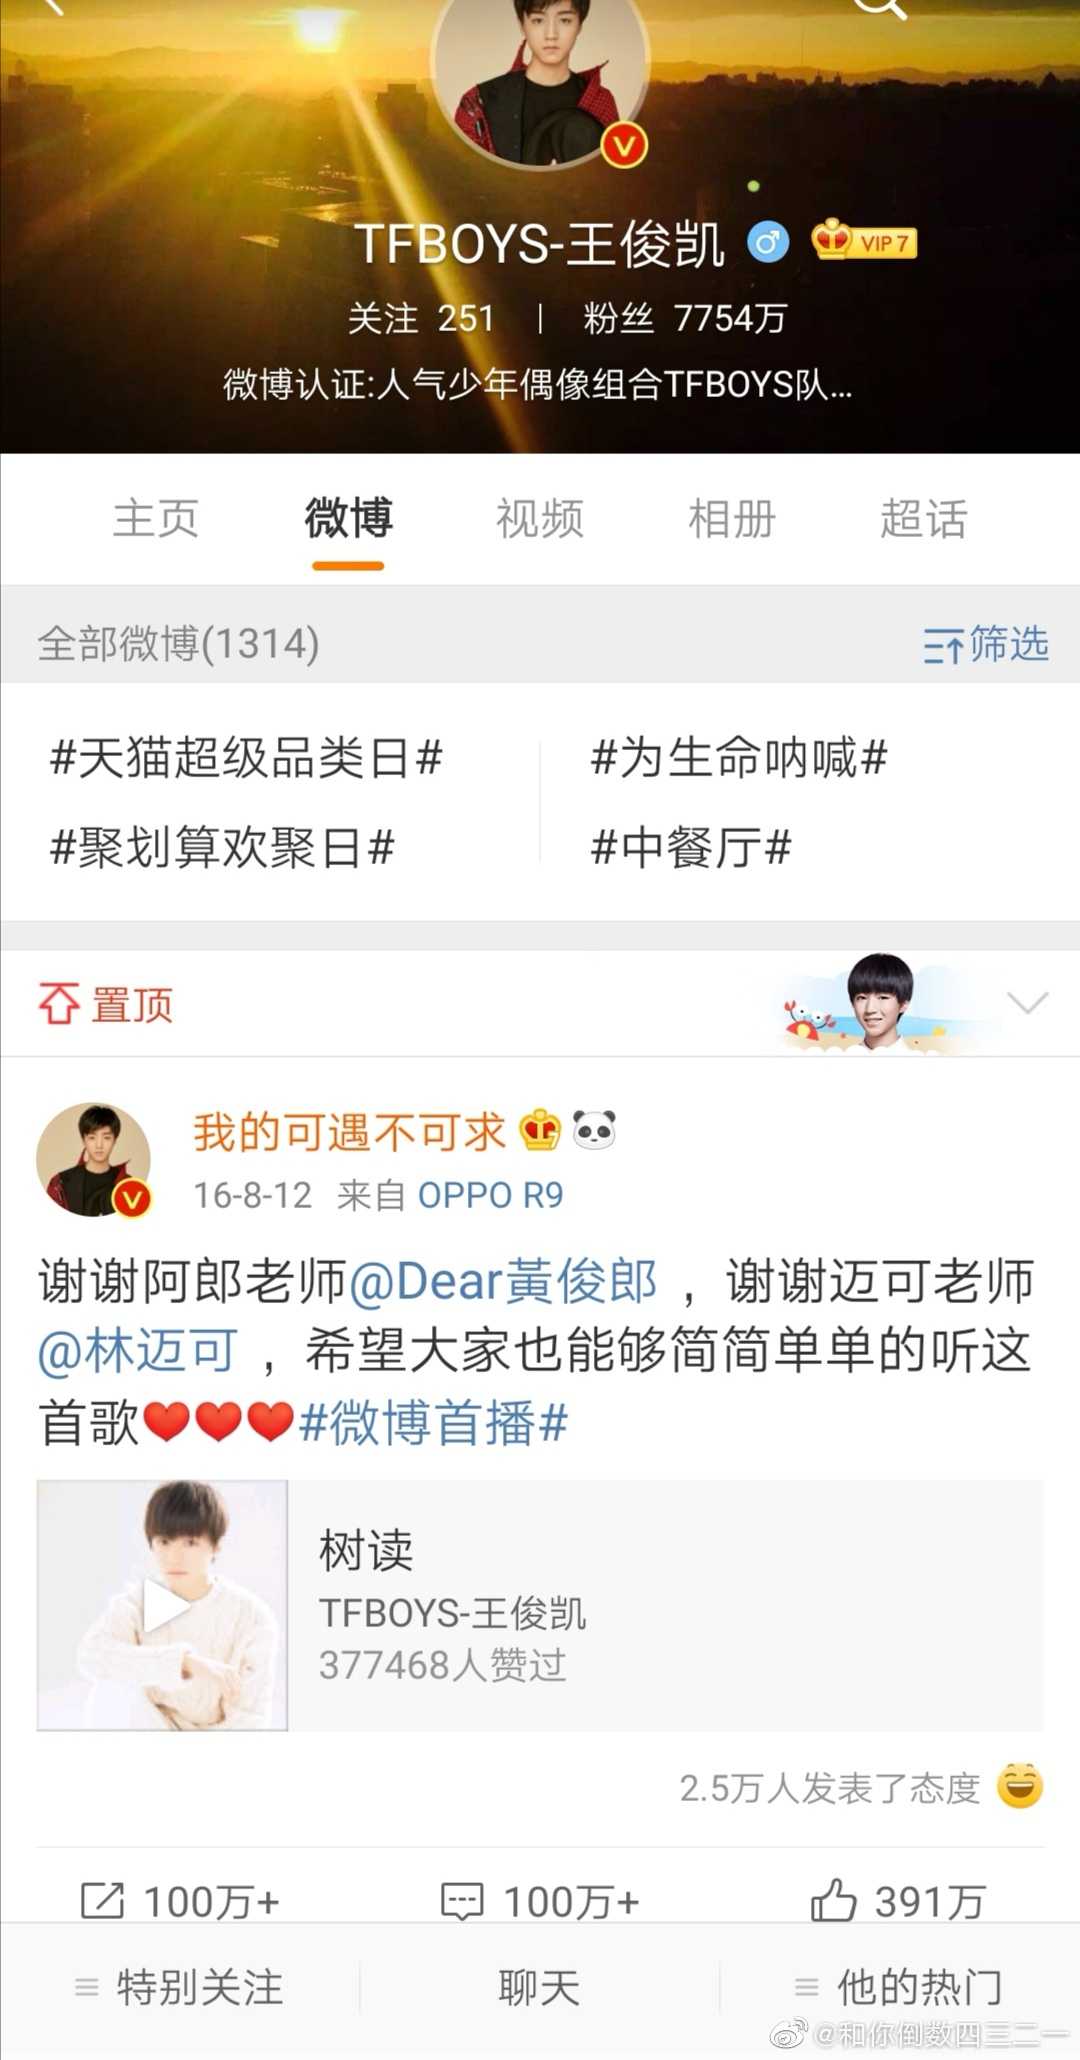 TFBOYS-王俊凯 VIP 7
关注 251 | 粉丝 7754万
微博认证:人气少年偶像组合TFBOYS队...
主页 微博 视频 相册 超话
全部微博(1314) 筛选
#天猫超级品类日# #为生命呐喊#
#聚划算欢聚日# #中餐厅#
置顶
我的可遇不可求
16-8-12 来自 OPPO R9
谢谢阿郎老师@Dear黃俊郎 ，谢谢迈可老师
@林迈可 ，希望大家也能够简简单单的听这
首歌❤❤❤#微博首播#
树读
TFBOYS-王俊凯
377468人赞过
2.5万人发表了态度
100万+ 100万+ 391万
特别关注 聊天 他的热门
@和你倒数四三二一